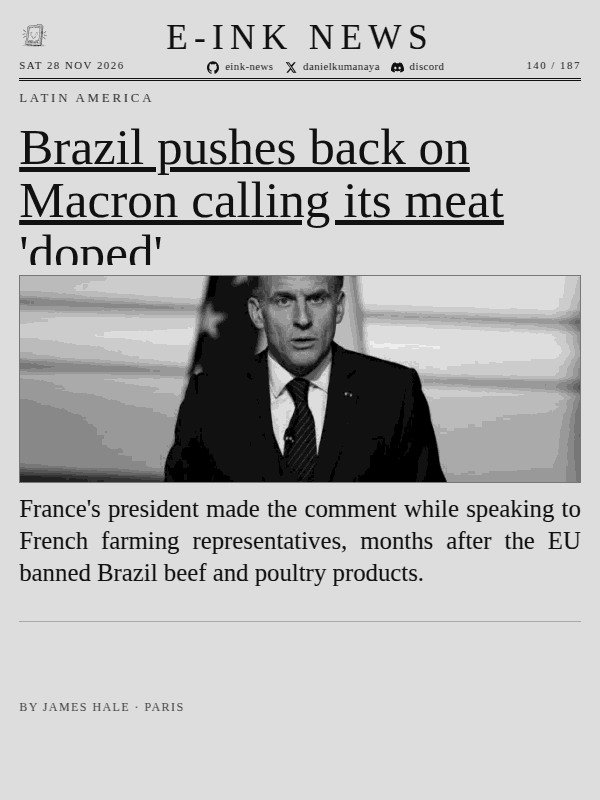 E-INK NEWS
SAT 28 NOV 2026
eink-news danielkumanaya discord
140 / 187
LATIN AMERICA
Brazil pushes back on
Macron calling its meat
'doped'
France's president made the comment while speaking to
French farming representatives, months after the EU
banned Brazil beef and poultry products.
BY JAMES HALE · PARIS